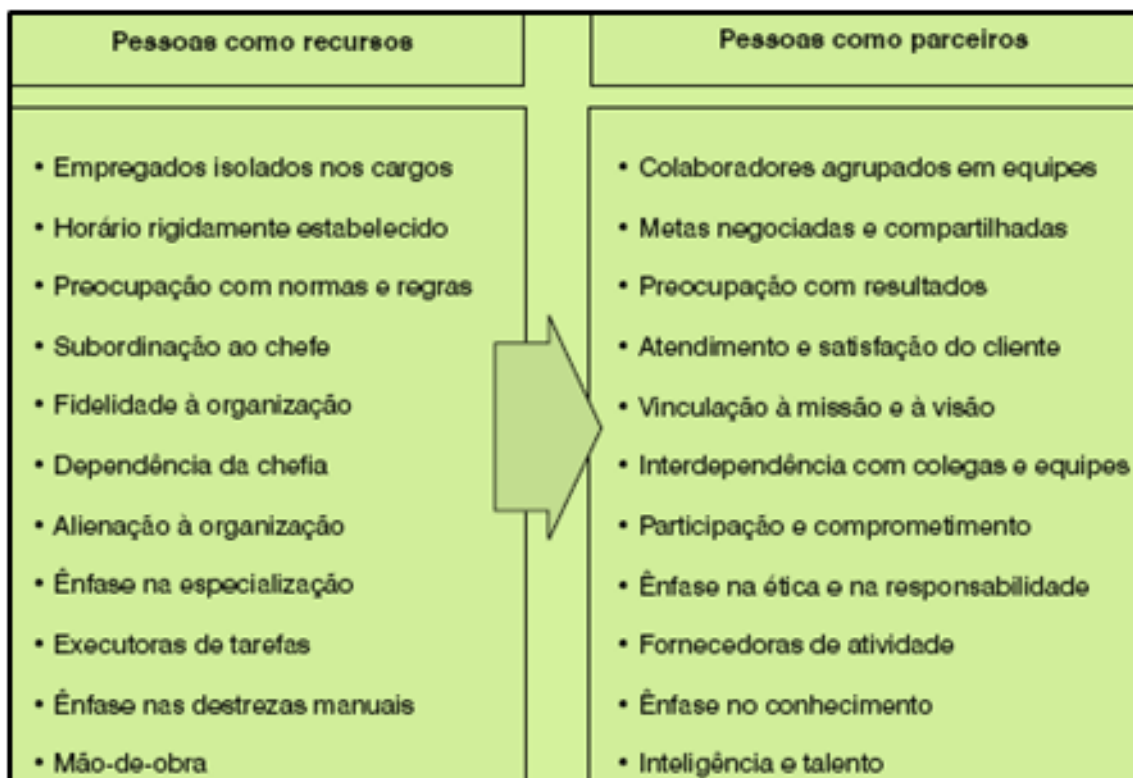 Pessoas como recursos
• Empregados isolados nos cargos
• Horário rigidamente estabelecido
• Preocupação com normas e regras
• Subordinação ao chefe
• Fidelidade à organização
• Dependência da chefia
• Alienação à organização
• Ênfase na especialização
• Executoras de tarefas
• Ênfase nas destrezas manuais
• Mão-de-obra
Pessoas como parceiros
• Colaboradores agrupados em equipes
• Metas negociadas e compartilhadas
• Preocupação com resultados
• Atendimento e satisfação do cliente
• Vinculação à missão e à visão
• Interdependência com colegas e equipes
• Participação e comprometimento
• Ênfase na ética e na responsabilidade
• Fornecedoras de atividade
• Ênfase no conhecimento
• Inteligência e talento